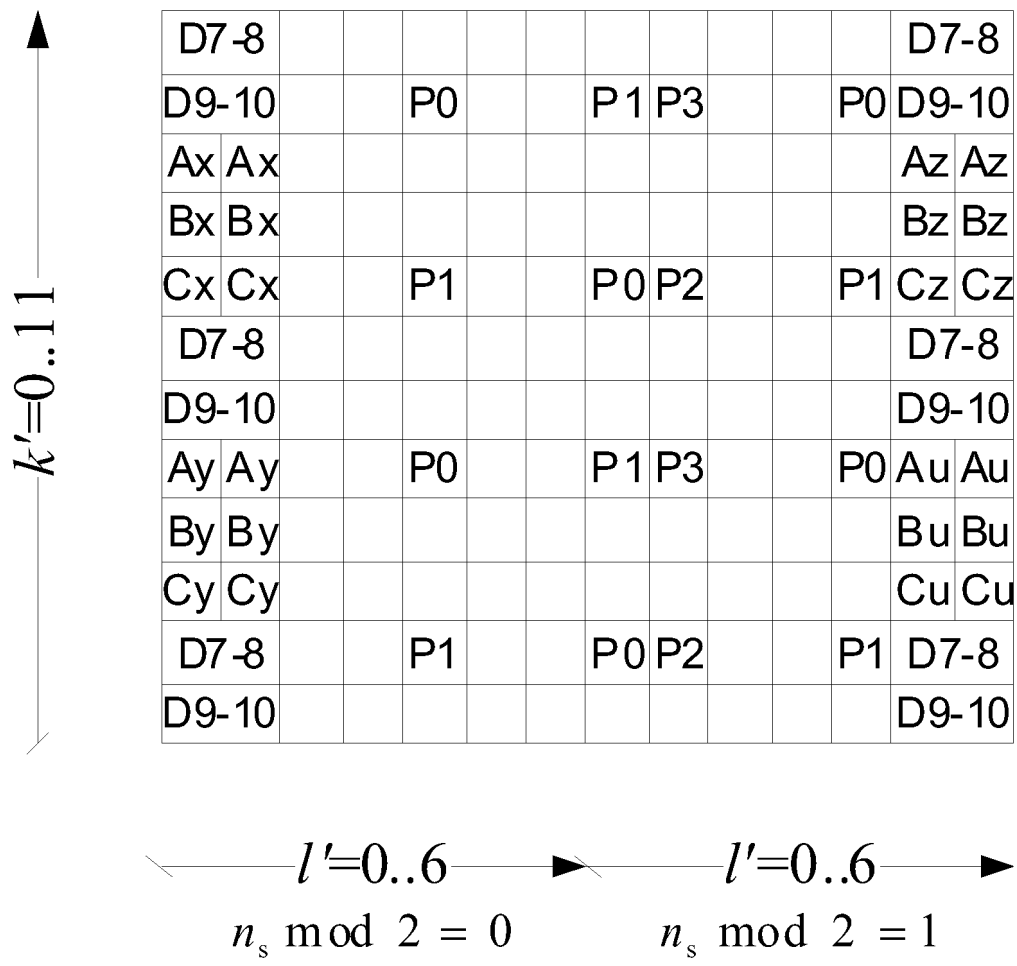 D7-8 D7-8
D9-10 P0 P1 P3 P0 D9-10
Ax Ax Az Az
Bx Bx Bz Bz
Cx Cx P1 P0 P2 P1 Cz Cz
D7-8 D7-8
D9-10 D9-10
Ay Ay P0 P1 P3 P0 Au Au
By By Bu Bu
Cy Cy Cu Cu
D7-8 P1 P0 P2 P1 D7-8
D9-10 D9-10
k'=0..11
l'=0..6 l'=0..6
nₛ mod 2 = 0 nₛ mod 2 = 1